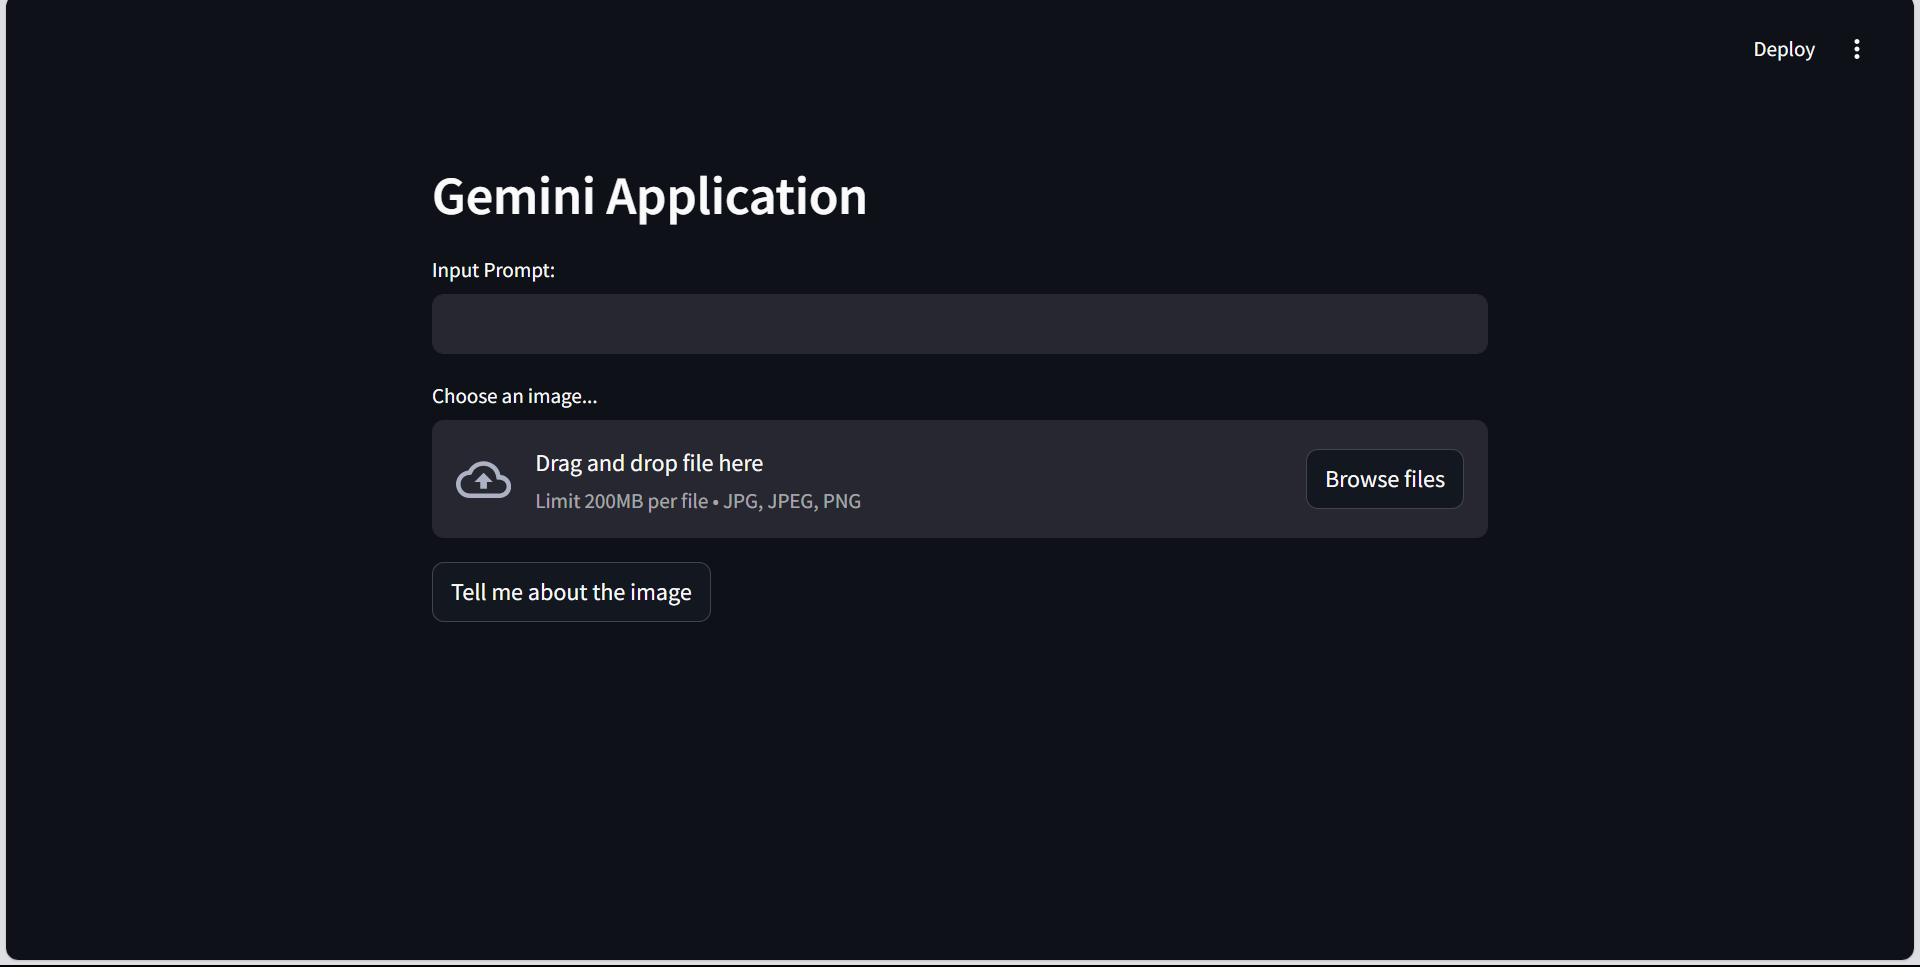 Deploy
Gemini Application
Input Prompt:
Choose an image...
Drag and drop file here
Limit 200MB per file • JPG, JPEG, PNG
Browse files
Tell me about the image